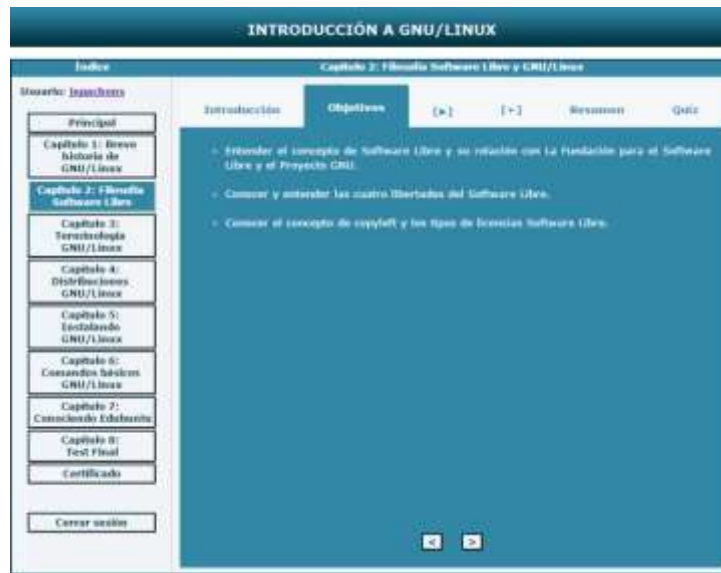 INTRODUCCIÓN A GNU/LINUX
Índice
Capítulo 2: Filosofía Software Libre y GNU/Linux
Usuario:
Introducción
Objetivos
[▸]
[+]
Resumen
Quiz
Principal
Capítulo 1: Breve
historia de
GNU/Linux
Capítulo 2: Filosofía
Software Libre
Capítulo 3:
Terminología
GNU/Linux
Capítulo 4:
Distribuciones
GNU/Linux
Capítulo 5:
Instalando
GNU/Linux
Capítulo 6:
Comandos básicos
GNU/Linux
Capítulo 7:
Conociendo Edubuntu
Capítulo 8:
Test Final
Certificado
Cerrar sesión
Entender el concepto de Software Libre y su relación con La Fundación para el Software
Libre y el Proyecto GNU.
Conocer y entender las cuatro libertades del Software Libre.
Conocer el concepto de copyleft y los tipos de licencias Software Libre.
<
>